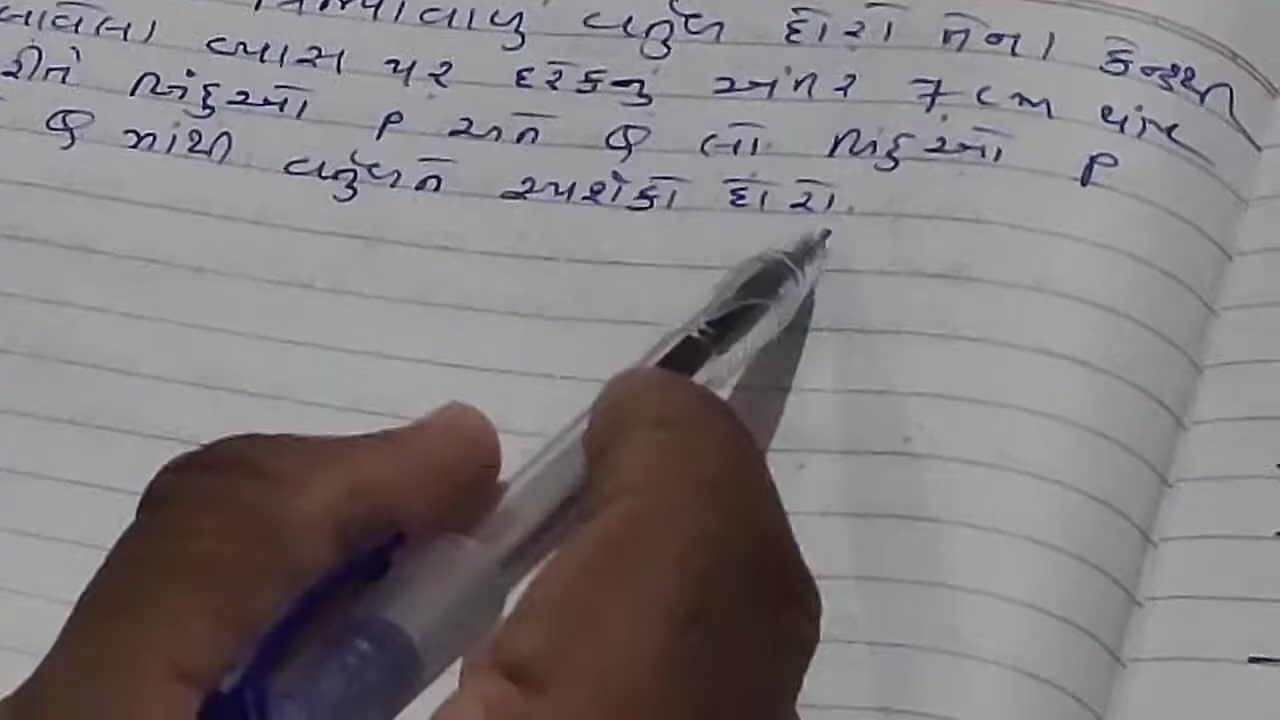 ત્રિજ્યાવાળું વર્તુળ દોરો તેના કેન્દ્રથી
લંબાવેલા વ્યાસ પર દરેકનું અંતર 7 cm થાય
રીતે બિંદુઓ P અને Q લો બિંદુઓ P
Q માંથી વર્તુળને સ્પર્શકો દોરો.